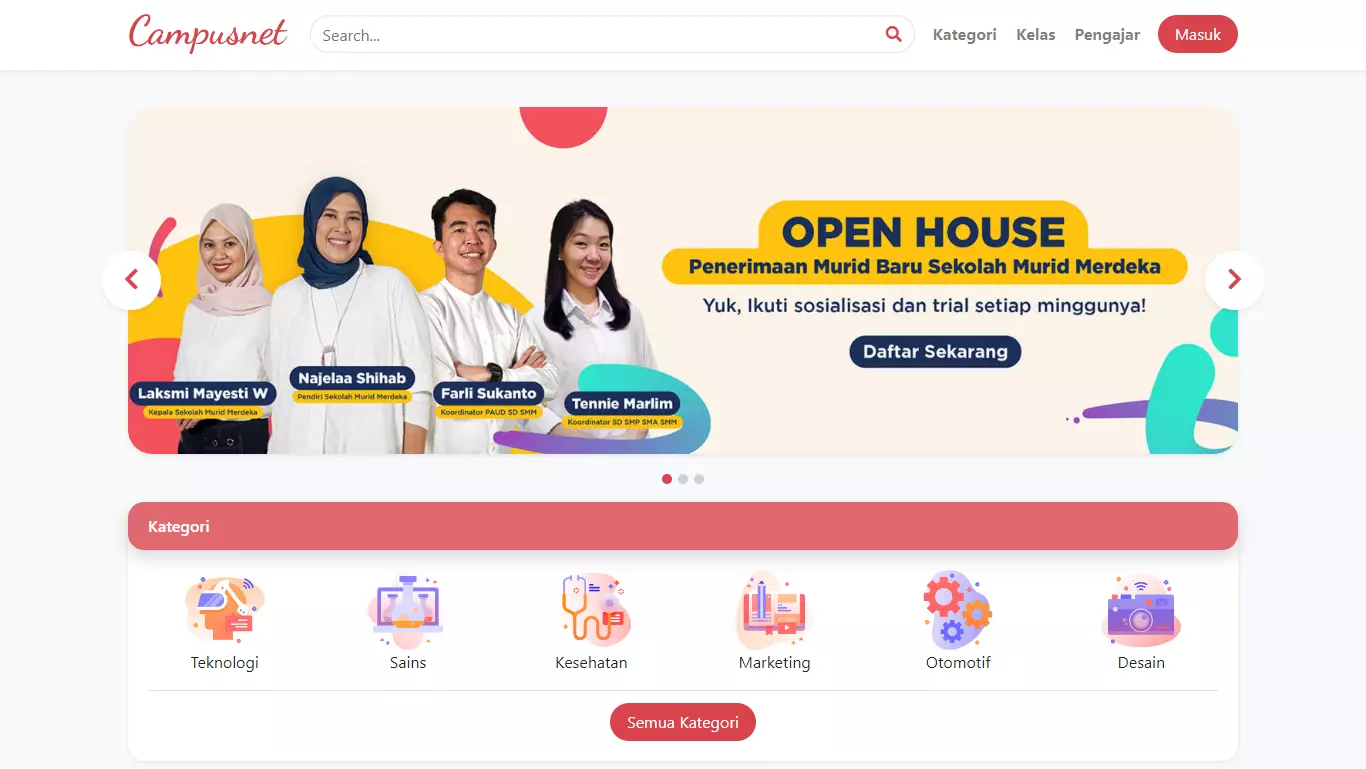 Campusnet
Search...
Kategori
Kelas
Pengajar
Masuk
OPEN HOUSE
Penerimaan Murid Baru Sekolah Murid Merdeka
Yuk, Ikuti sosialisasi dan trial setiap minggunya!
Daftar Sekarang
Laksmi Mayesti W
Kepala Sekolah Murid Merdeka
Najelaa Shihab
Pendiri Sekolah Murid Merdeka
Farli Sukanto
Koordinator PAUD SD SMM
Tennie Marlim
Koordinator SD SMP SMA SMM
Kategori
Teknologi
Sains
Kesehatan
Marketing
Otomotif
Desain
Semua Kategori